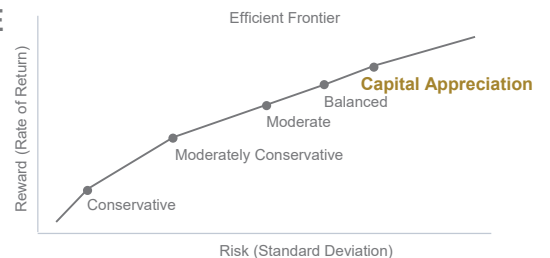 Efficient Frontier
Reward (Rate of Return)
Capital Appreciation
Balanced
Moderate
Moderately Conservative
Conservative
Risk (Standard Deviation)